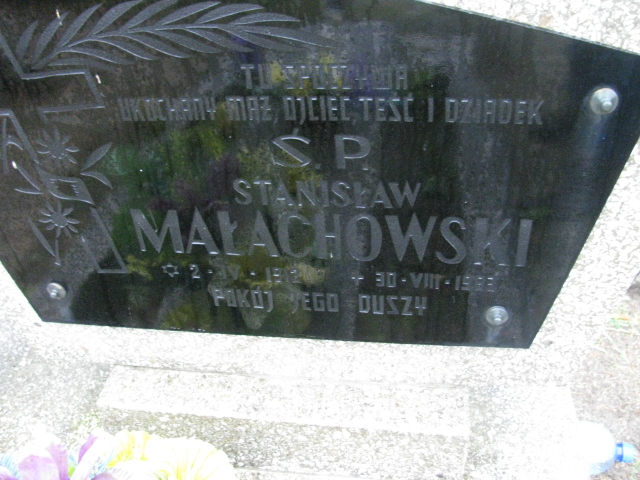 TU SPOCZYWA
UKOCHANY MĄŻ, OJCIEC, TEŚĆ I DZIADEK
Ś. P.
STANISŁAW
MAŁACHOWSKI
POKÓJ JEGO DUSZY